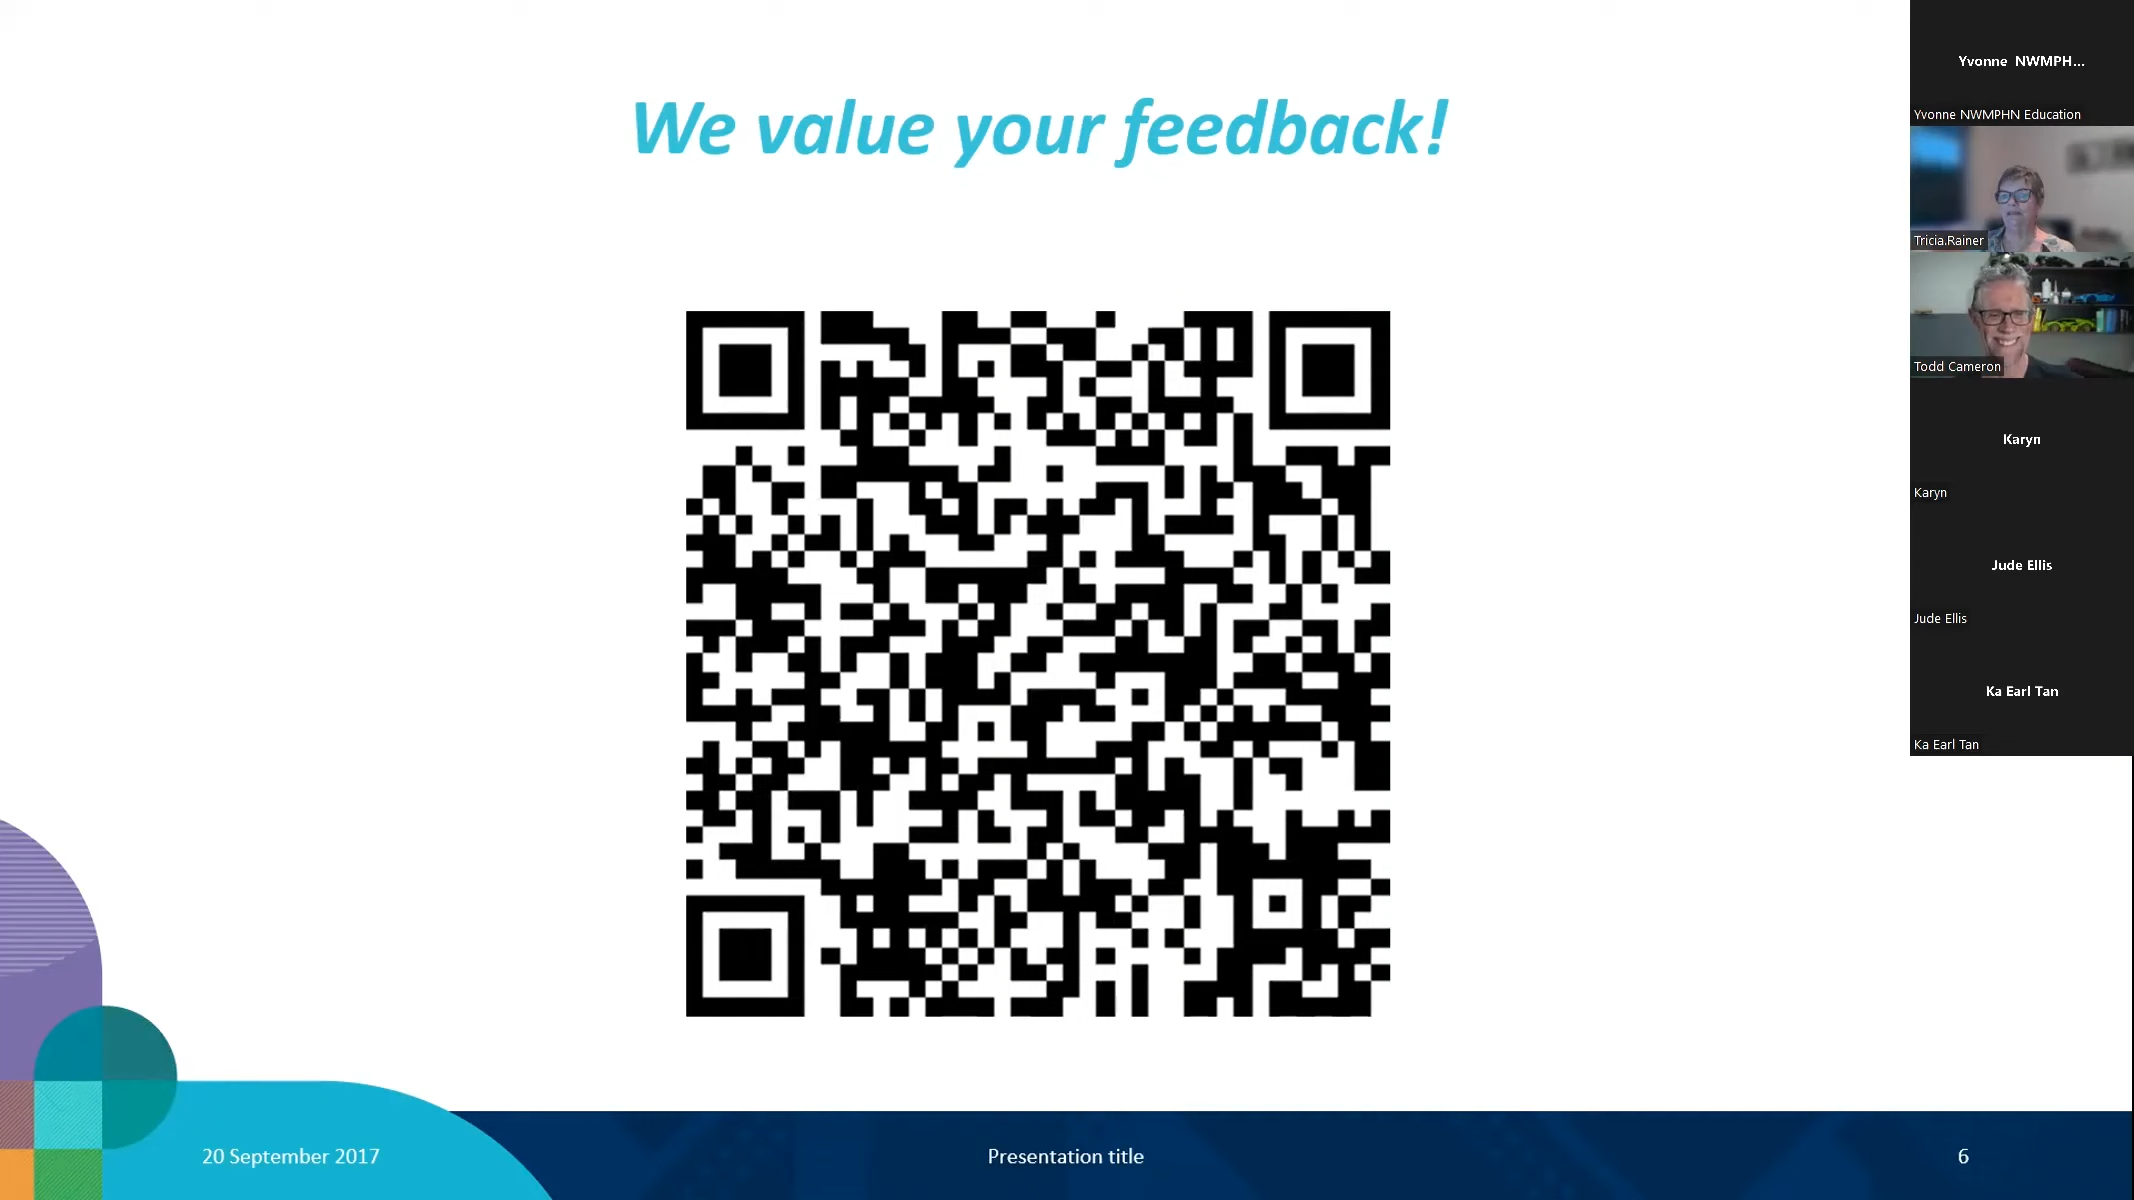 We value your feedback!
20 September 2017
Presentation title
6
Yvonne NWMPH...
Yvonne NWMPHN Education
Tricia.Rainer
Todd Cameron
Karyn
Karyn
Jude Ellis
Jude Ellis
Ka Earl Tan
Ka Earl Tan